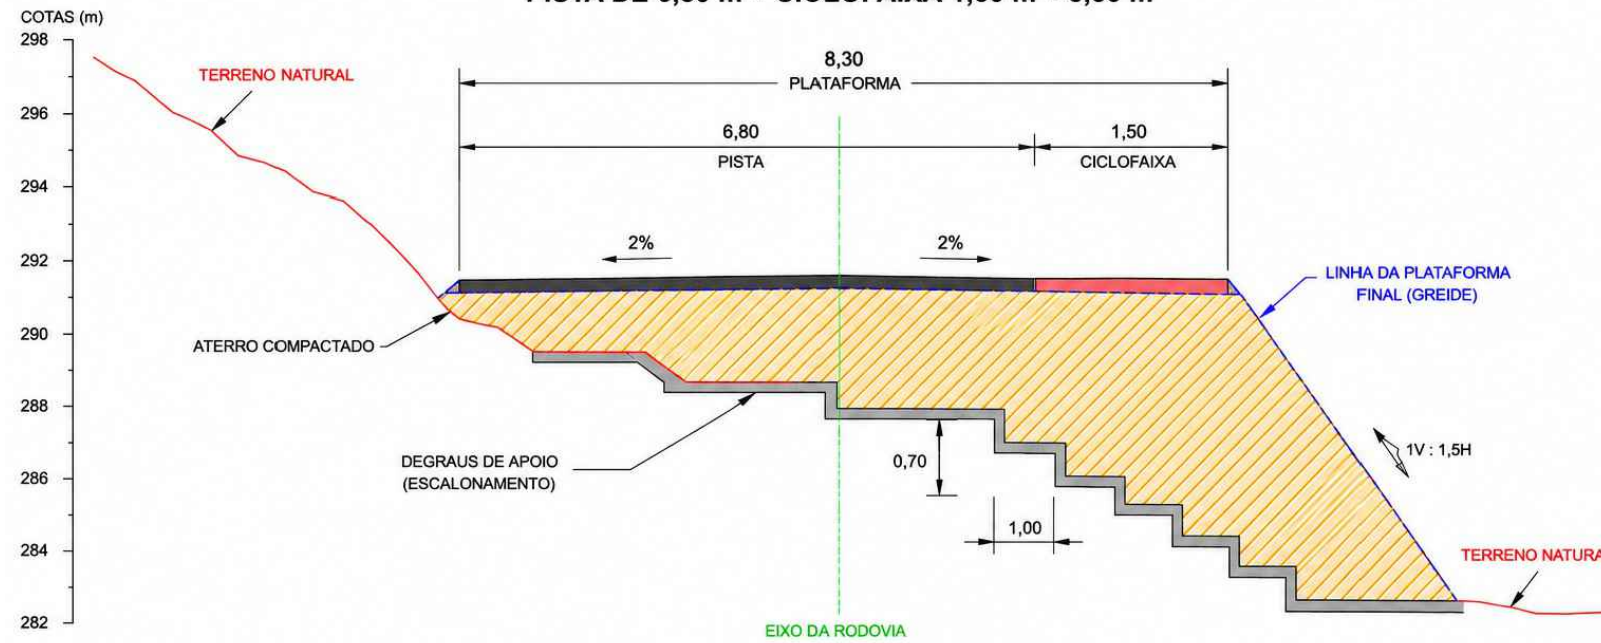 COTAS (m)
298
296
294
292
290
288
286
284
282
TERRENO NATURAL
8,30
PLATAFORMA
6,80
PISTA
1,50
CICLOFAIXA
2%
2%
LINHA DA PLATAFORMA
FINAL (GREIDE)
ATERRO COMPACTADO
DEGRAUS DE APOIO
(ESCALONAMENTO)
0,70
1,00
1V : 1,5H
TERRENO NATURA
EIXO DA RODOVIA